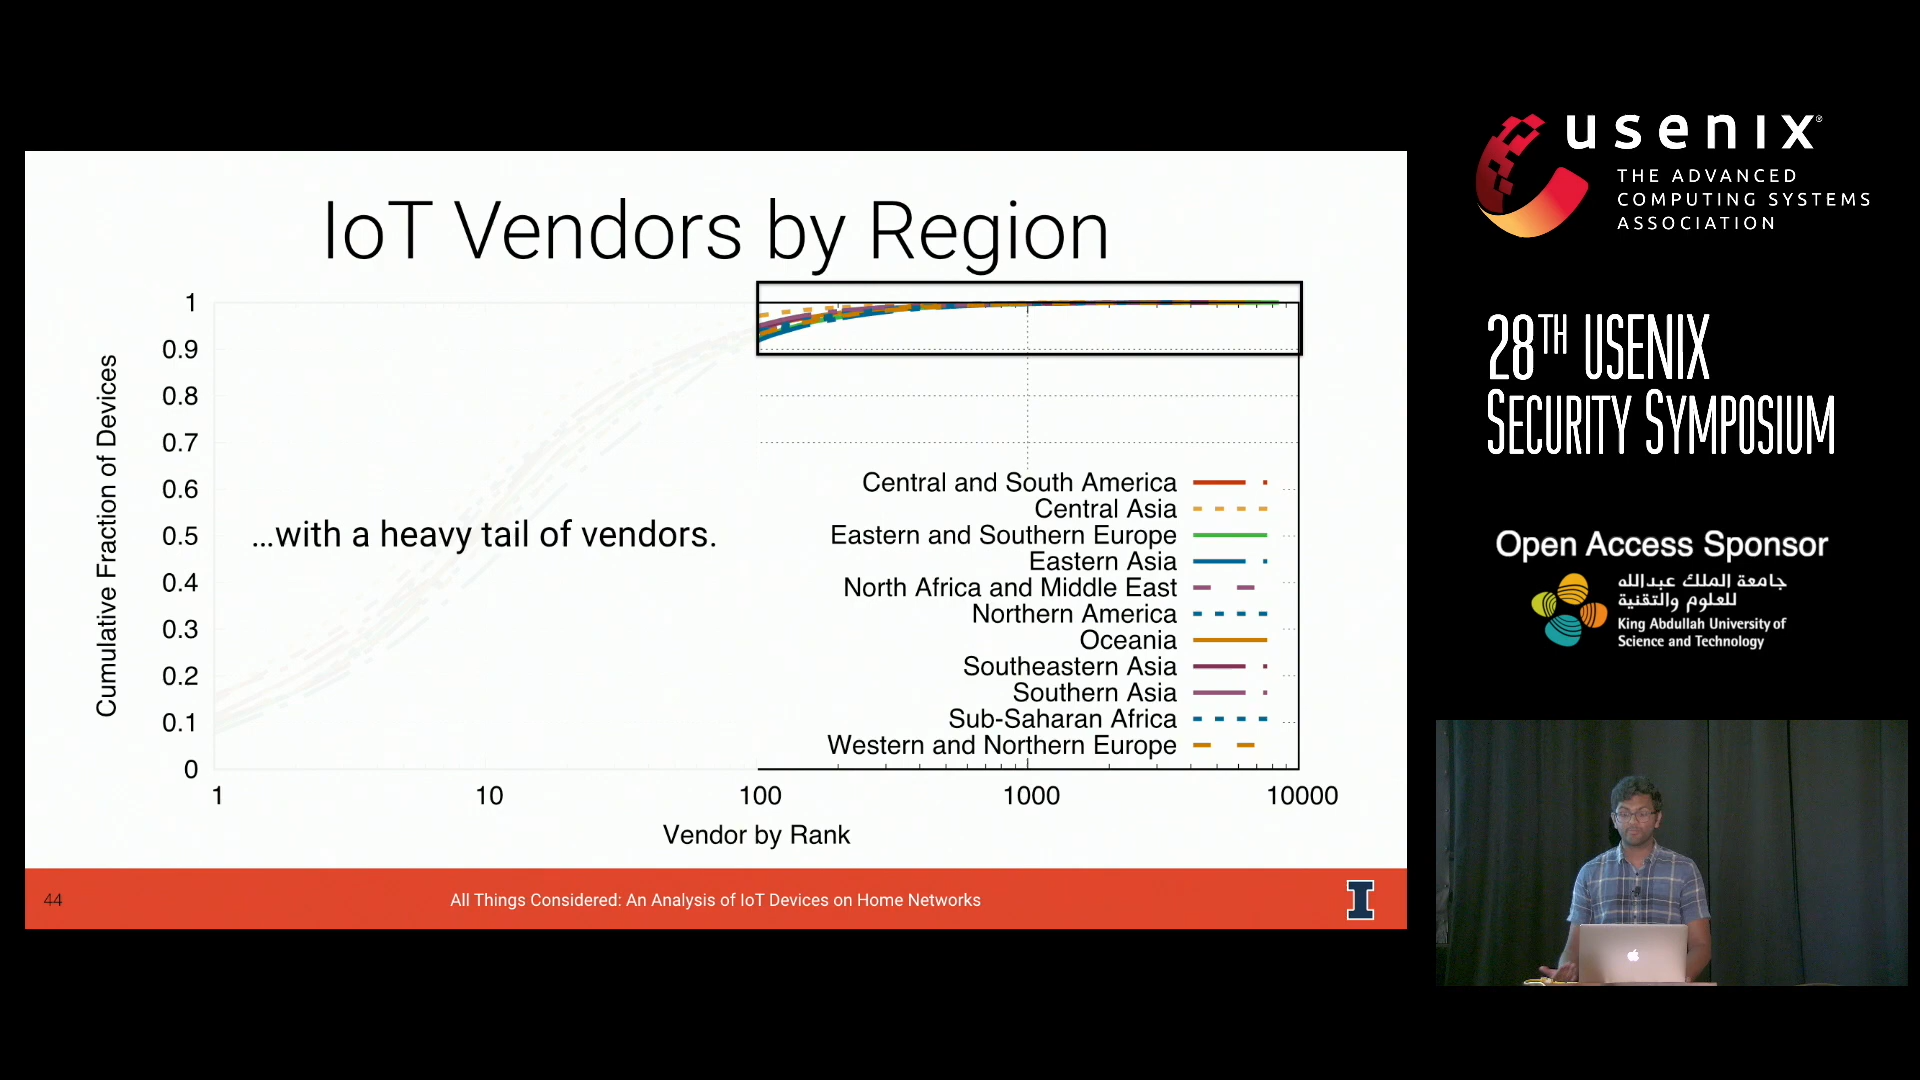 IoT Vendors by Region
Cumulative Fraction of Devices
1
0.9
0.8
0.7
0.6
0.5
0.4
0.3
0.2
0.1
0
...with a heavy tail of vendors.
Central and South America
Central Asia
Eastern and Southern Europe
Eastern Asia
North Africa and Middle East
Northern America
Oceania
Southeastern Asia
Southern Asia
Sub-Saharan Africa
Western and Northern Europe
1 10 100 1000 10000
Vendor by Rank
44
All Things Considered: An Analysis of IoT Devices on Home Networks
I
usenix®
THE ADVANCED
COMPUTING SYSTEMS
ASSOCIATION
28TH USENIX
SECURITY SYMPOSIUM
Open Access Sponsor
جامعة الملك عبدالله
للعلوم والتقنية
King Abdullah University of
Science and Technology